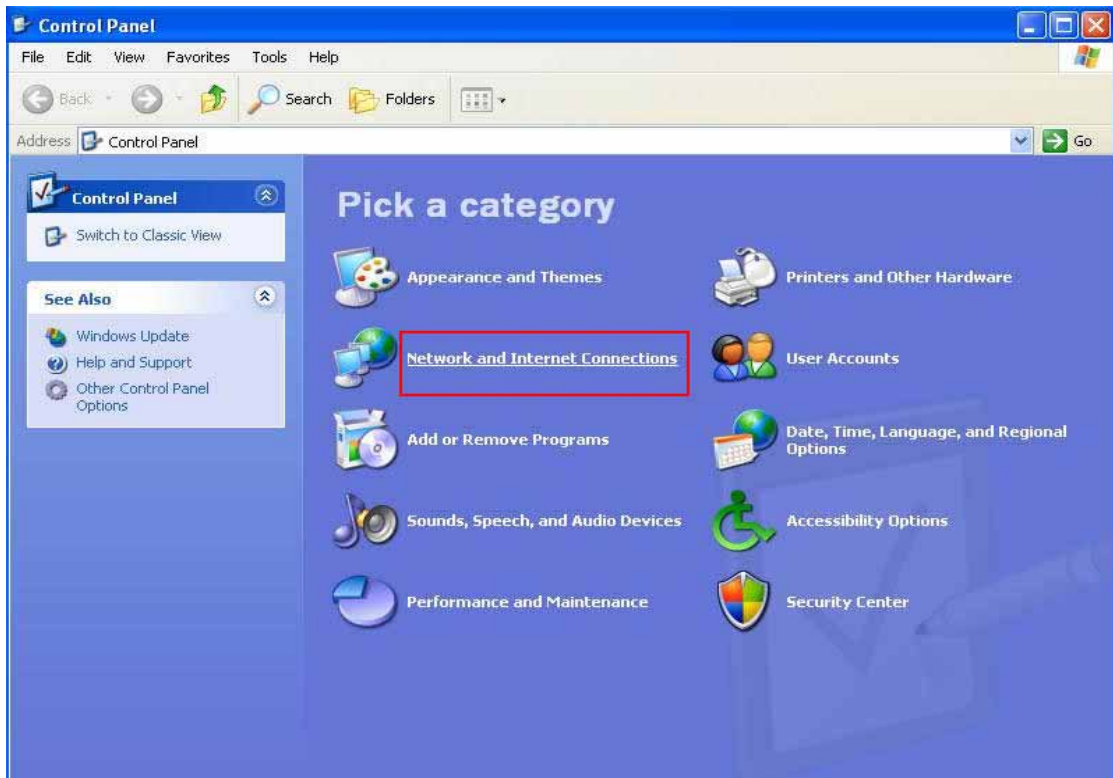 Control Panel
File Edit View Favorites Tools Help
Back Search Folders
Address Control Panel Go
Control Panel
Switch to Classic View
See Also
Windows Update
Help and Support
Other Control Panel
Options
Pick a category
Appearance and Themes
Printers and Other Hardware
Network and Internet Connections
User Accounts
Add or Remove Programs
Date, Time, Language, and Regional
Options
Sounds, Speech, and Audio Devices
Accessibility Options
Performance and Maintenance
Security Center